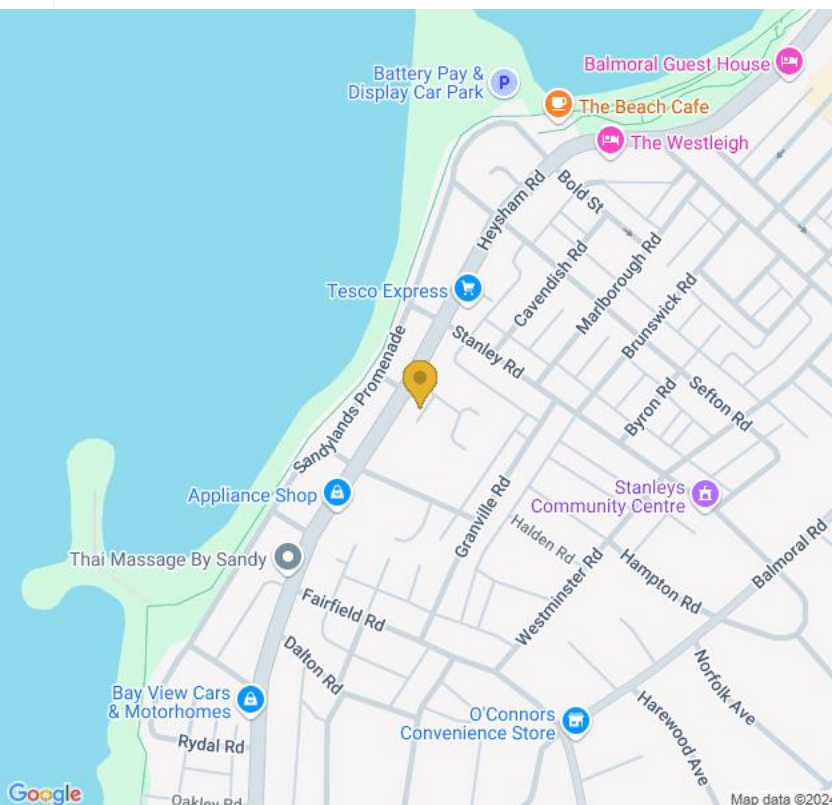 Balmoral Guest House
Battery Pay &
Display Car Park
P
The Beach Cafe
The Westleigh
Bold St
Heysham Rd
Cavendish Rd
Marlborough Rd
Tesco Express
Brunswick Rd
Stanley Rd
Sandylands Promenade
Byron Rd
Sefton Rd
Appliance Shop
Stanleys
Community Centre
Granville Rd
Halden Rd
Balmoral Rd
Thai Massage By Sandy
Westminster Rd
Hampton Rd
Fairfield Rd
Dalton Rd
Norfolk Ave
Bay View Cars
& Motorhomes
Harewood Ave
O'Connors
Convenience Store
Rydal Rd
Oakley Rd
Google
Map data ©2024